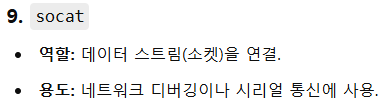 9. socat
• 역할: 데이터 스트림(소켓)을 연결.
• 용도: 네트워크 디버깅이나 시리얼 통신에 사용.